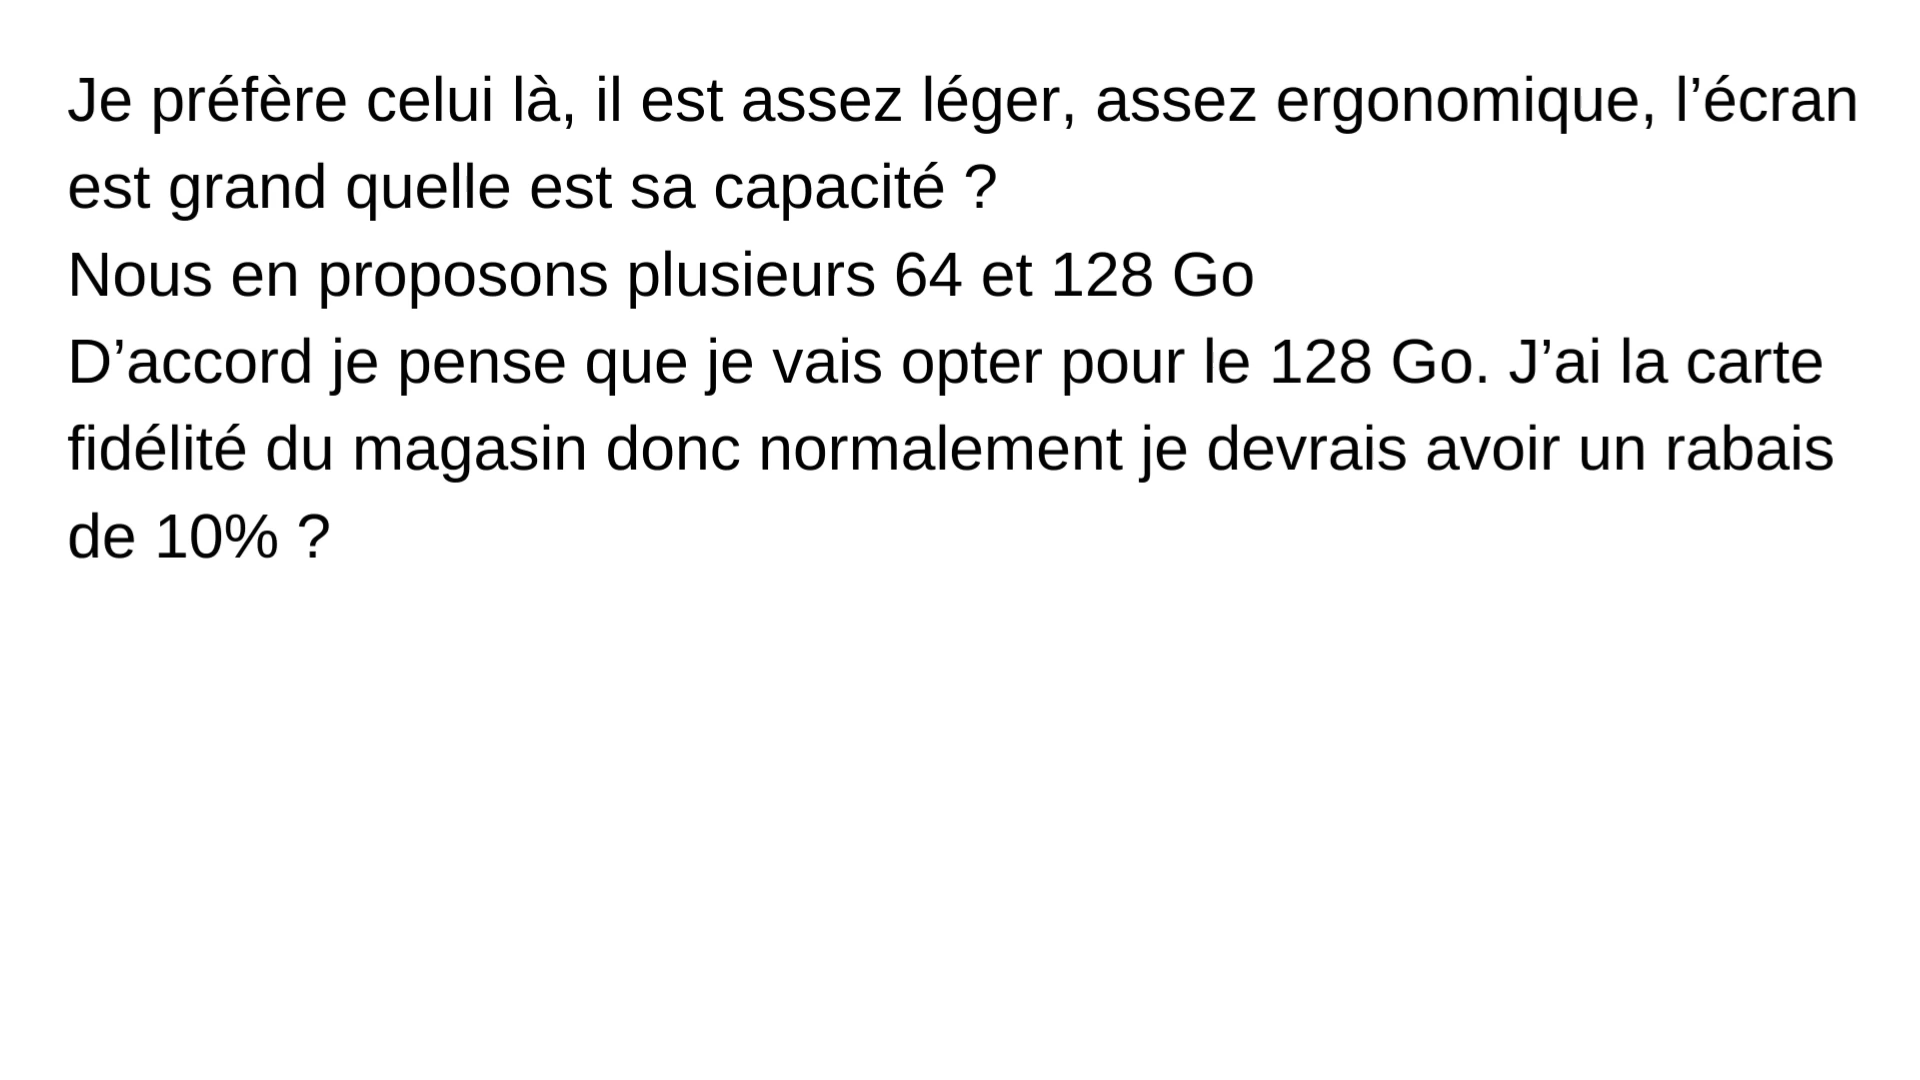 Je préfère celui là, il est assez léger, assez ergonomique, l’écran
est grand quelle est sa capacité ?
Nous en proposons plusieurs 64 et 128 Go
D’accord je pense que je vais opter pour le 128 Go. J’ai la carte
fidélité du magasin donc normalement je devrais avoir un rabais
de 10% ?